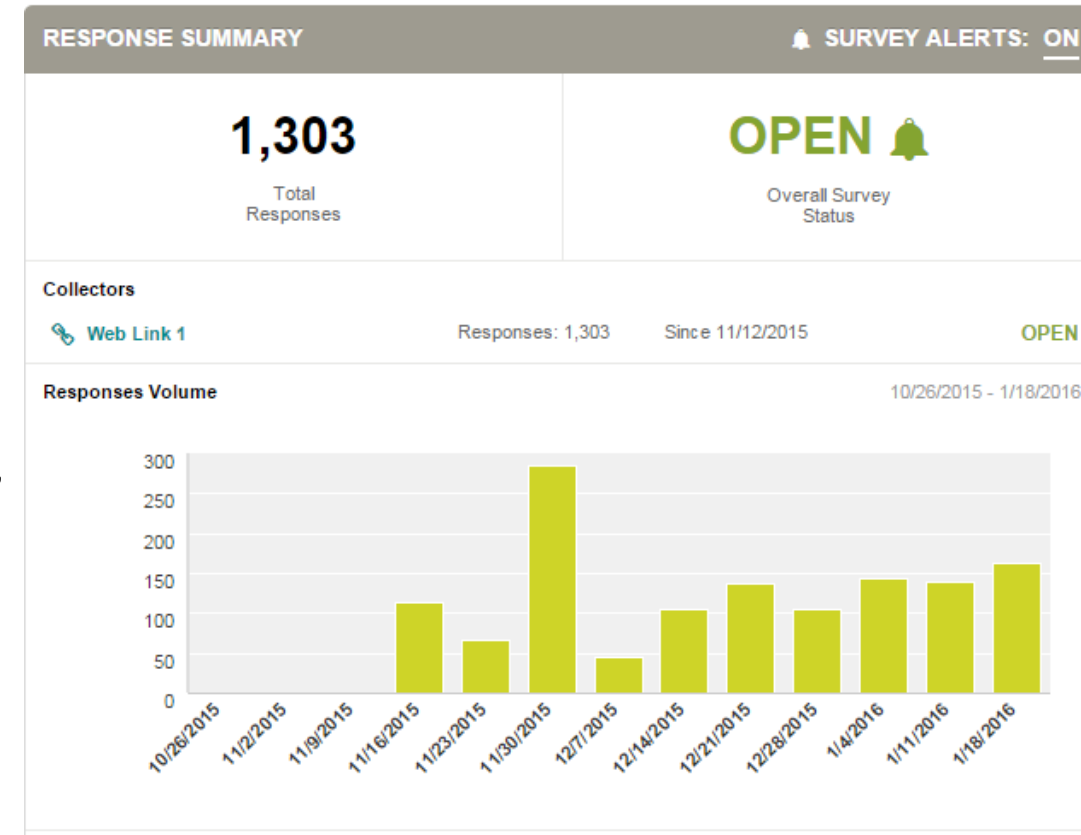 RESPONSE SUMMARY
SURVEY ALERTS: ON
1,303
Total
Responses
OPEN
Overall Survey
Status
Collectors
Web Link 1 Responses: 1,303 Since 11/12/2015 OPEN
Responses Volume 10/26/2015 - 1/18/2016
300
250
200
150
100
50
0
10/26/2015 11/2/2015 11/9/2015 11/16/2015 11/23/2015 11/30/2015 12/7/2015 12/14/2015 12/21/2015 12/28/2015 1/4/2016 1/11/2016 1/18/2016